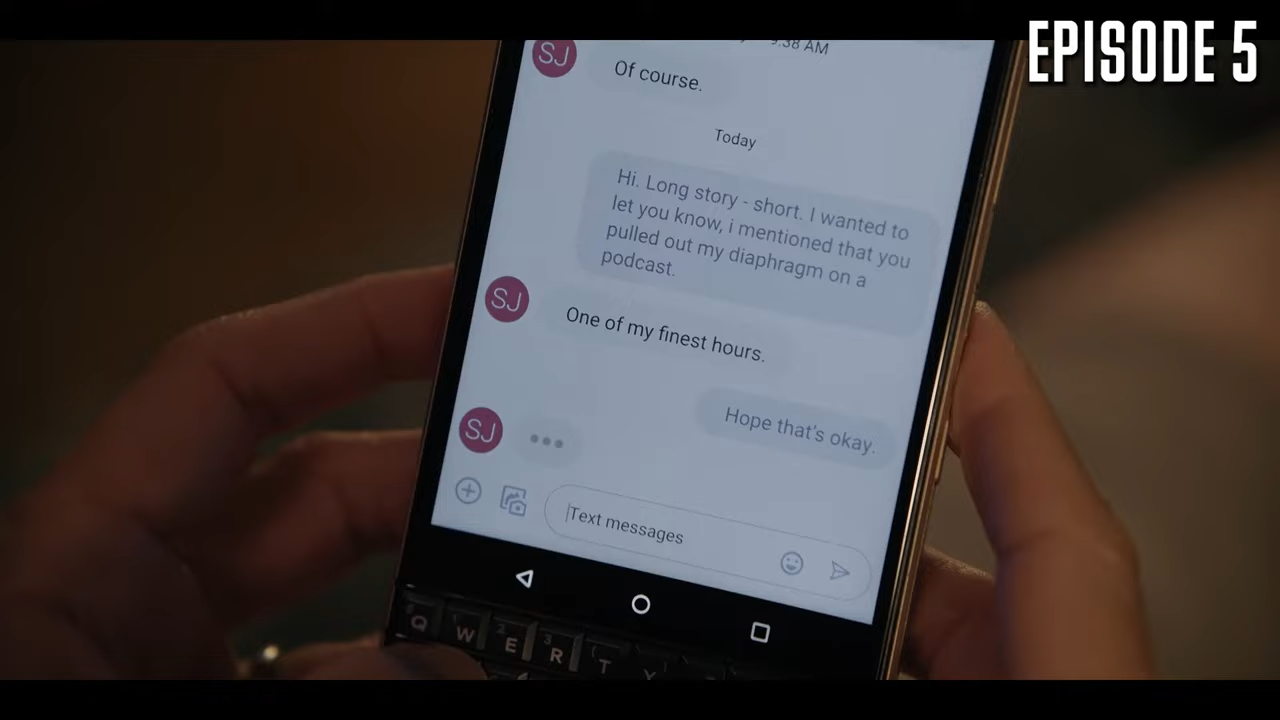 EPISODE 5
9:38 AM
SJ
Of course.
Today
Hi. Long story - short. I wanted to
let you know, i mentioned that you
pulled out my diaphragm on a
podcast.
SJ
One of my finest hours.
Hope that's okay.
SJ
Text messages
Q W E R T Y